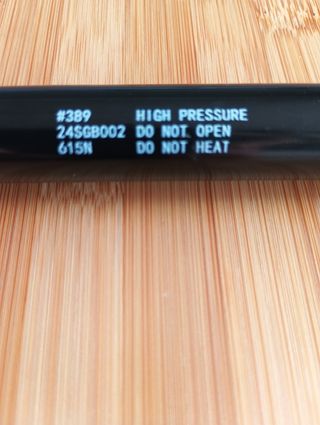 #389 HIGH PRESSURE
24SGB002 DO NOT OPEN
615N DO NOT HEAT